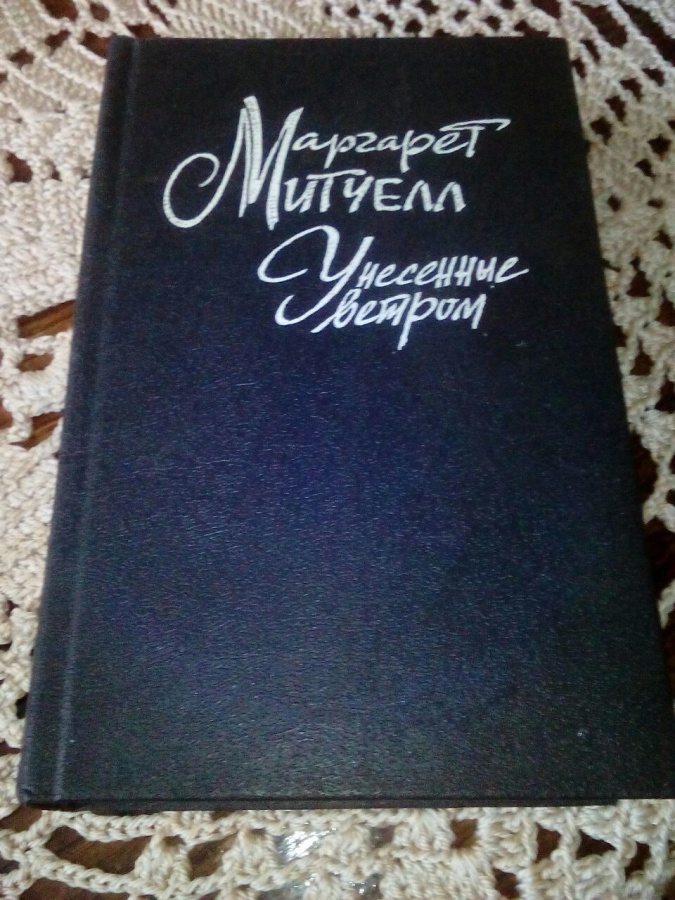 Маргарет
Митчелл
Унесенные
ветром